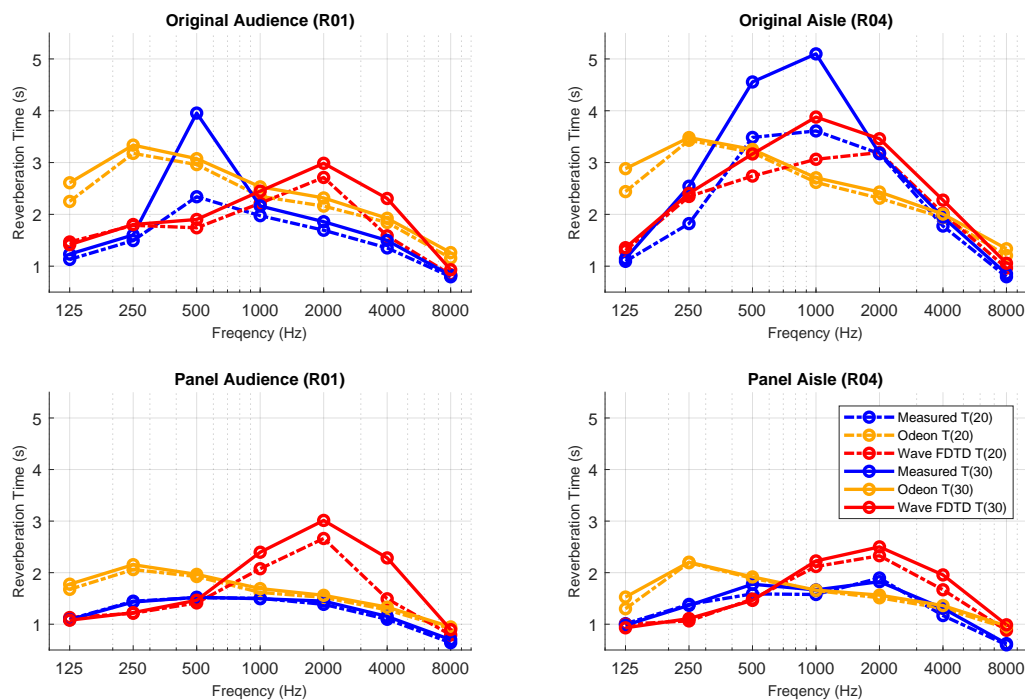 Original Audience (R01)
Reverberation Time (s)
5
4
3
2
1
125 250 500 1000 2000 4000 8000
Freqency (Hz)
Original Aisle (R04)
Reverberation Time (s)
5
4
3
2
1
125 250 500 1000 2000 4000 8000
Freqency (Hz)
Panel Audience (R01)
Reverberation Time (s)
5
4
3
2
1
125 250 500 1000 2000 4000 8000
Freqency (Hz)
Panel Aisle (R04)
Reverberation Time (s)
5
4
3
2
1
125 250 500 1000 2000 4000 8000
Freqency (Hz)
Measured T(20)
Odeon T(20)
Wave FDTD T(20)
Measured T(30)
Odeon T(30)
Wave FDTD T(30)